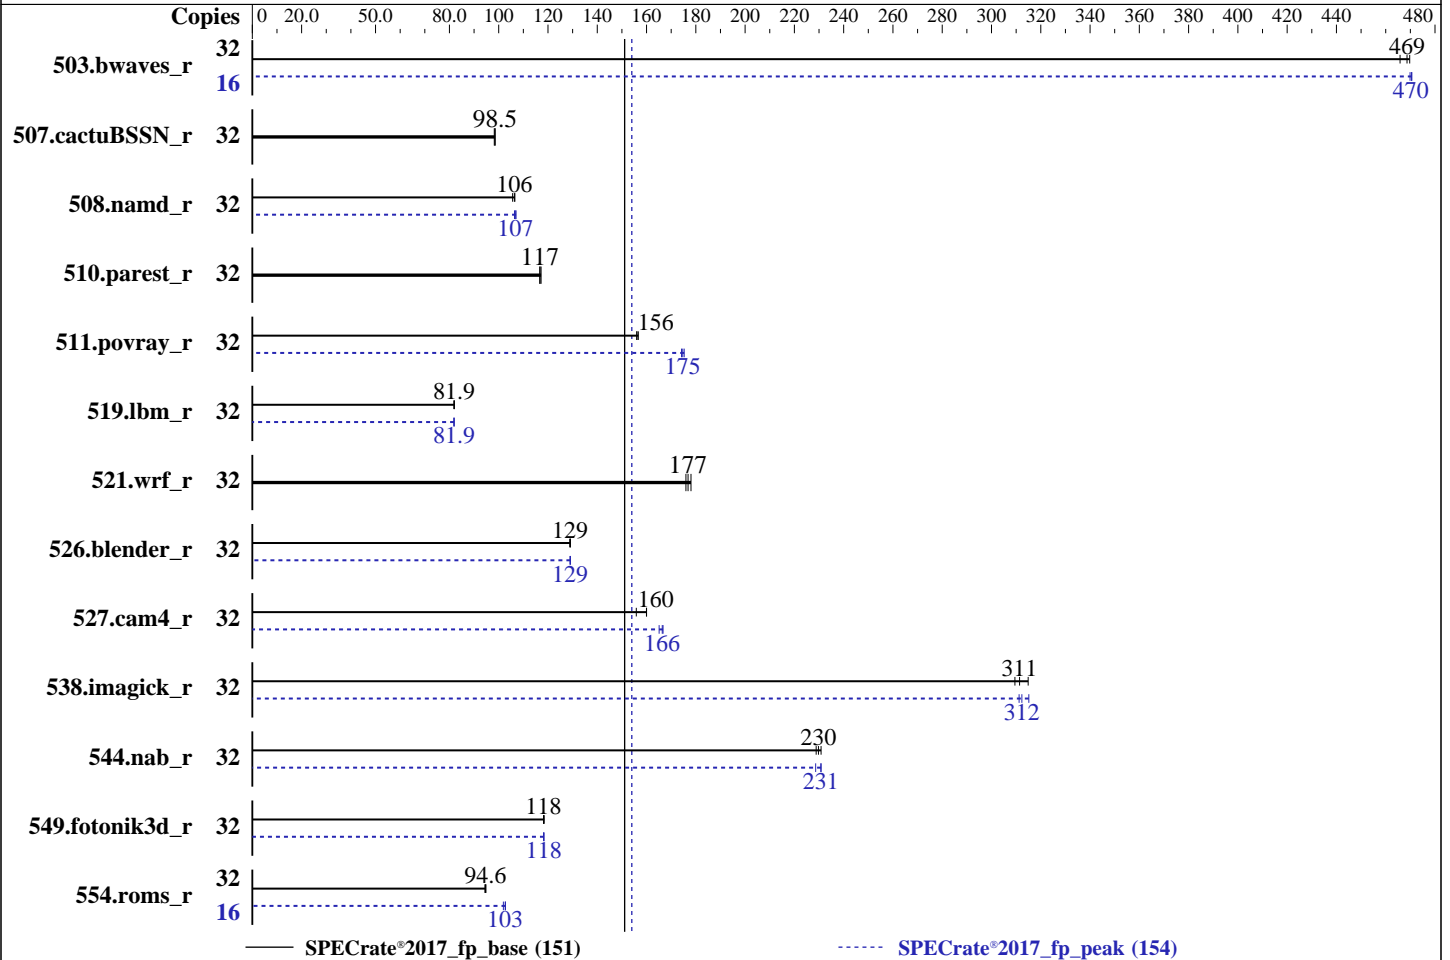 Copies 0 20.0 50.0 80.0 100 120 140 160 180 200 220 240 260 280 300 320 340 360 380 400 420 440 480
503.bwaves_r 32 469
16 470
507.cactuBSSN_r 32 98.5
508.namd_r 32 106
107
510.parest_r 32 117
511.povray_r 32 156
175
519.lbm_r 32 81.9
81.9
521.wrf_r 32 177
526.blender_r 32 129
129
527.cam4_r 32 160
166
538.imagick_r 32 311
312
544.nab_r 32 230
231
549.fotonik3d_r 32 118
118
554.roms_r 32 94.6
16 103
SPECrate®2017_fp_base (151) SPECrate®2017_fp_peak (154)